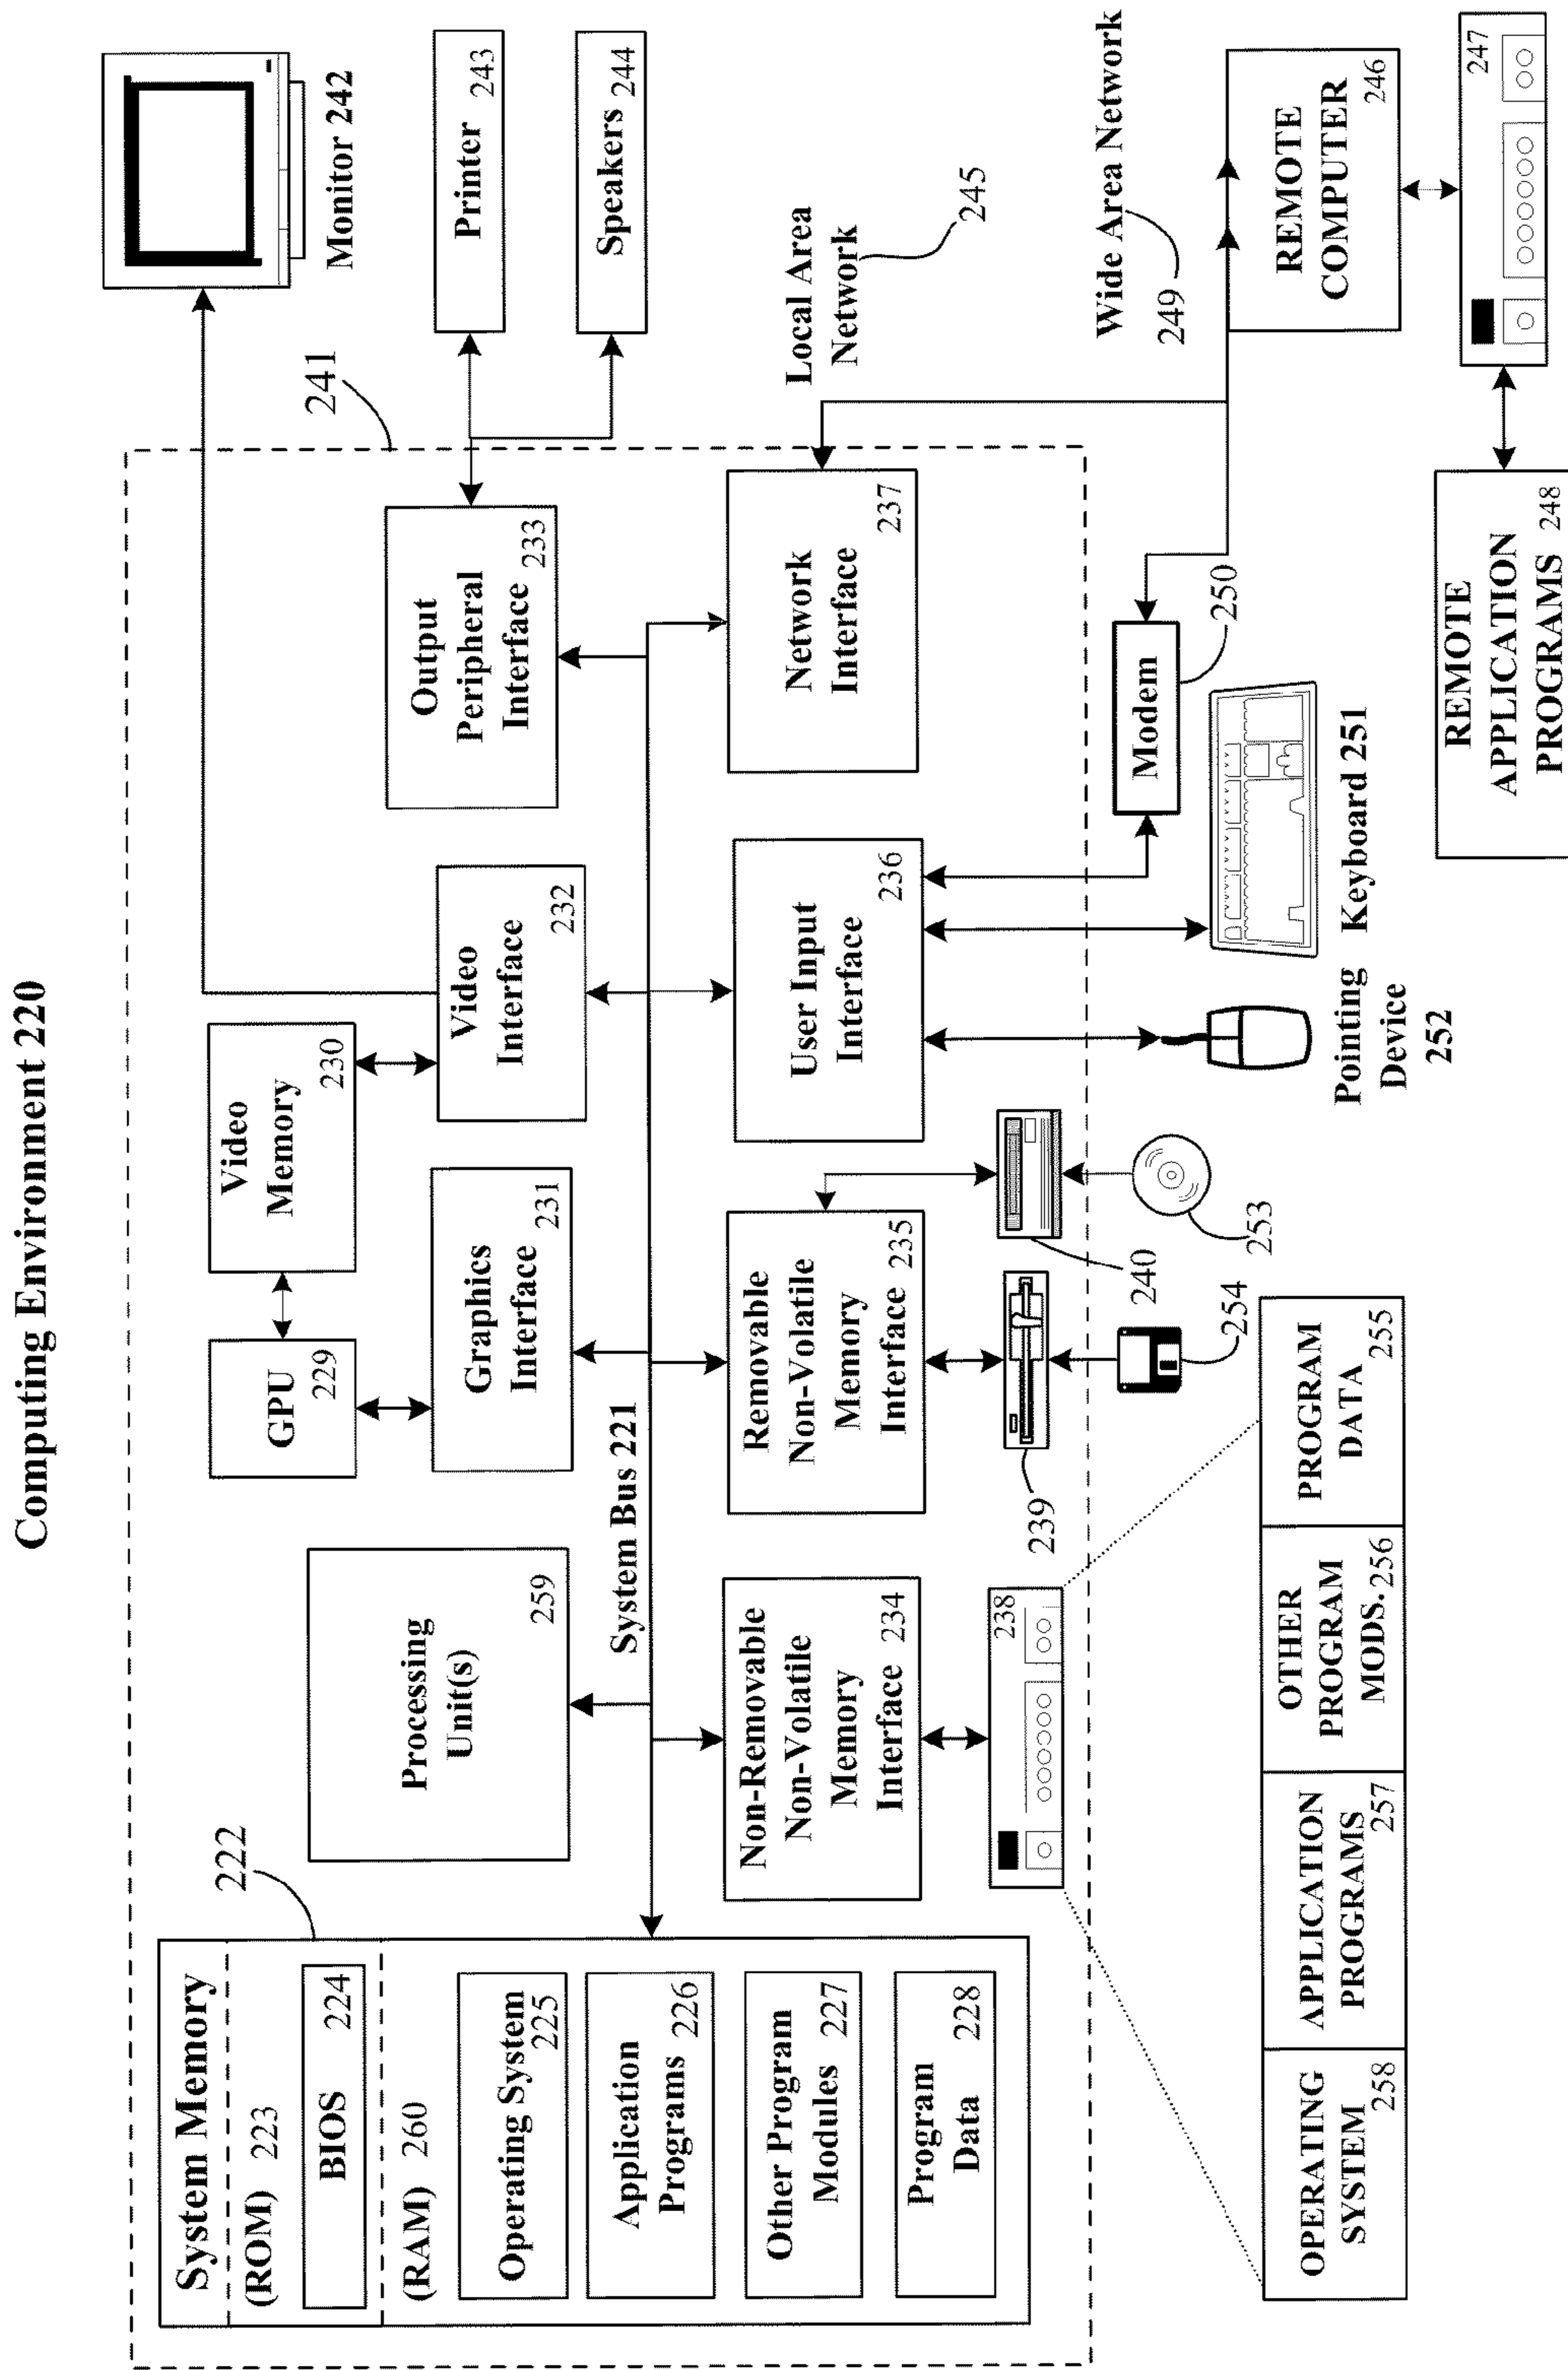 Computing Environment 220
System Memory
222
(ROM) 223
BIOS 224
(RAM) 260
Operating System
225
Application
Programs 226
Other Program
Modules 227
Program
Data 228
Processing
Unit(s)
259
GPU
229
Video
Memory
230
Graphics
Interface
231
Video
Interface
232
Output
Peripheral
Interface 233
241
Monitor 242
Printer
243
Speakers
244
System Bus 221
Non-Removable
Non-Volatile
Memory
Interface 234
Removable
Non-Volatile
Memory
Interface 235
User Input
Interface
236
Network
Interface
237
Local Area
Network
245
238
239
240
254
253
Modem
250
Wide Area Network
249
Pointing
Device
252
Keyboard 251
REMOTE
COMPUTER
246
247
OPERATING
SYSTEM
258
APPLICATION
PROGRAMS
257
OTHER
PROGRAM
MODS. 256
PROGRAM
DATA
255
REMOTE
APPLICATION
PROGRAMS 248